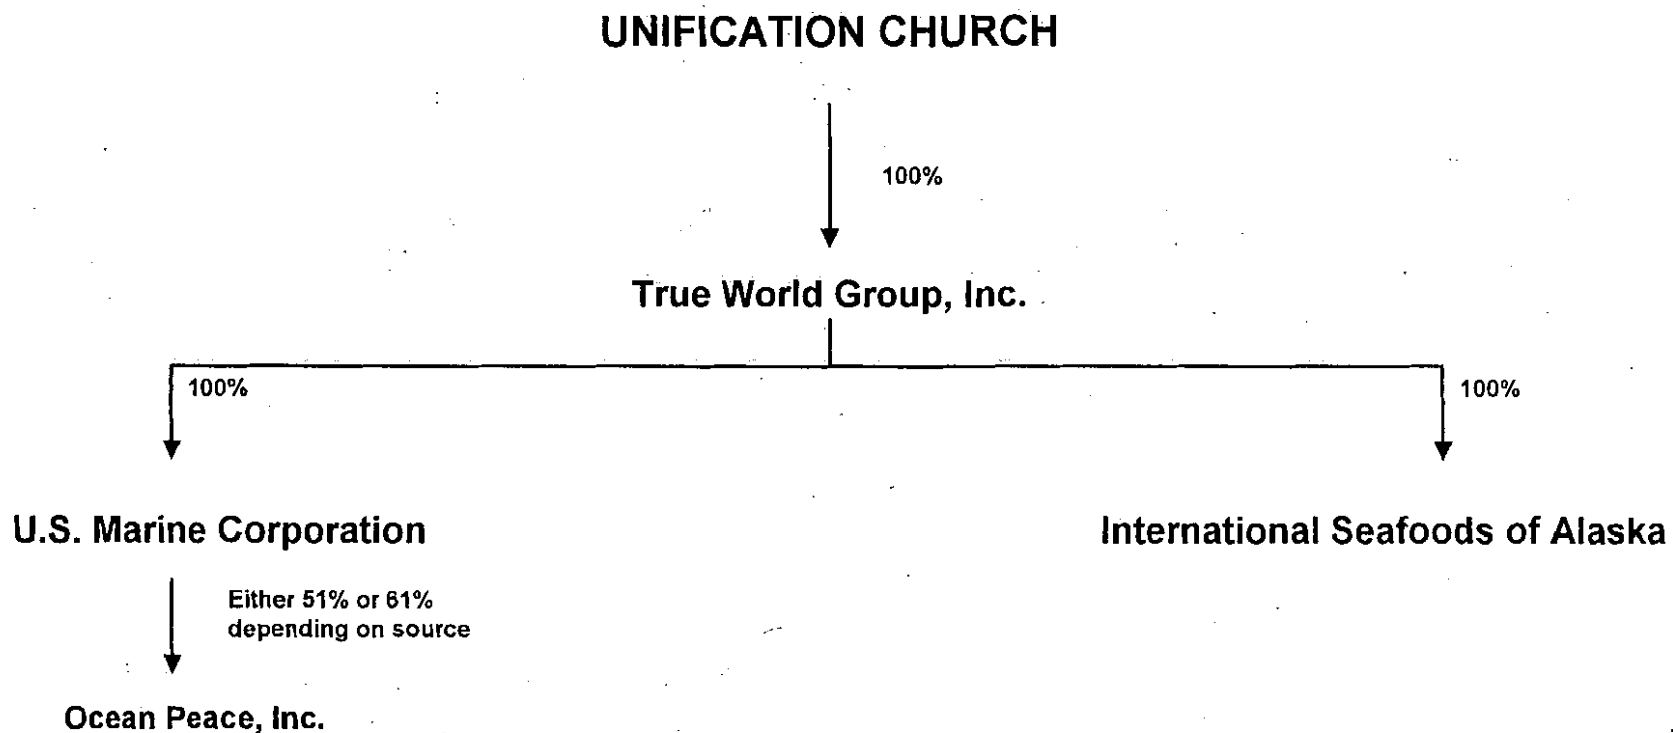 UNIFICATION CHURCH
100%
True World Group, Inc.
100%
100%
U.S. Marine Corporation
International Seafoods of Alaska
Either 51% or 61%
depending on source
Ocean Peace, Inc.